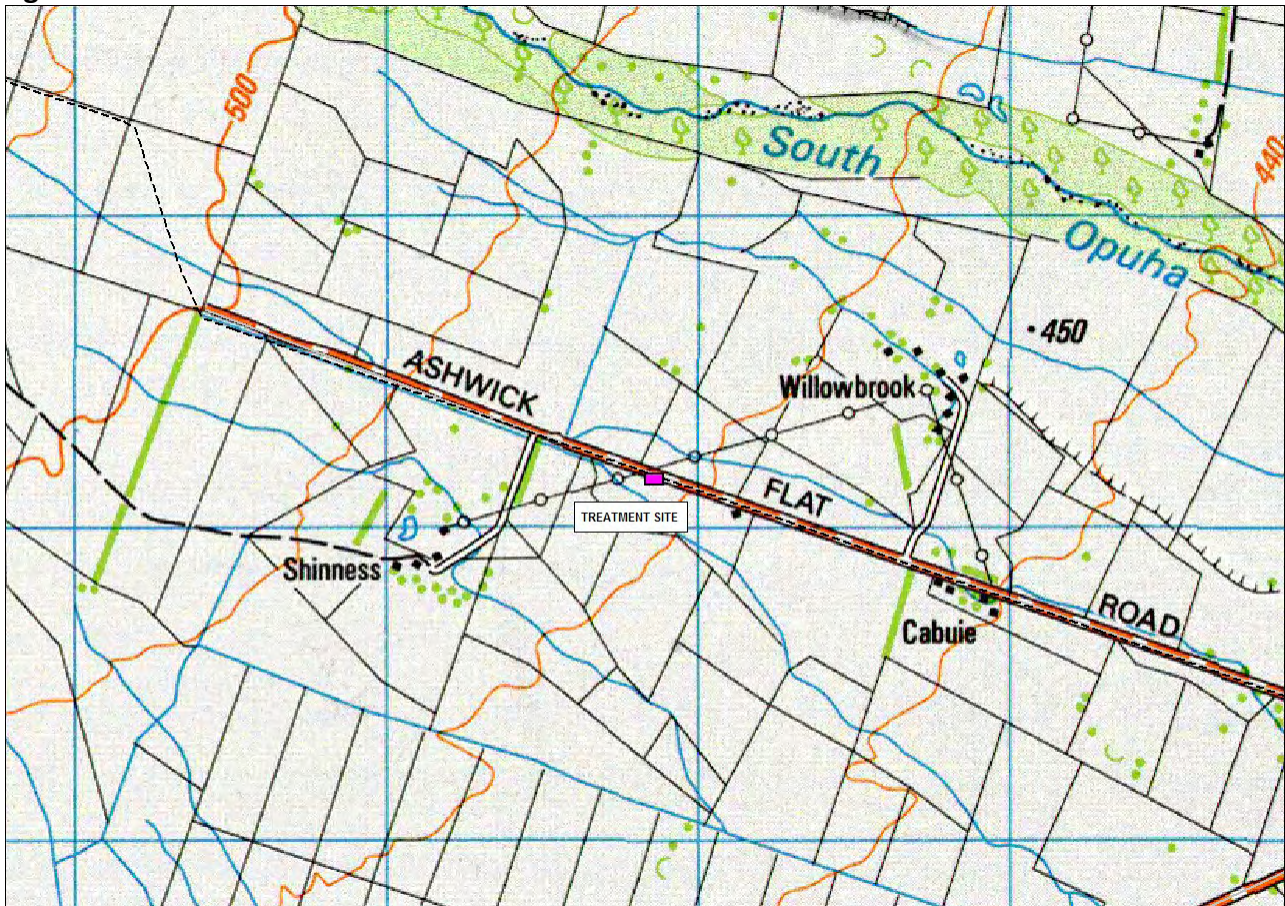 500
South
440
Opuha
450
ASHWICK
Willowbrook
FLAT
TREATMENT SITE
Shinness
ROAD
Cabuie